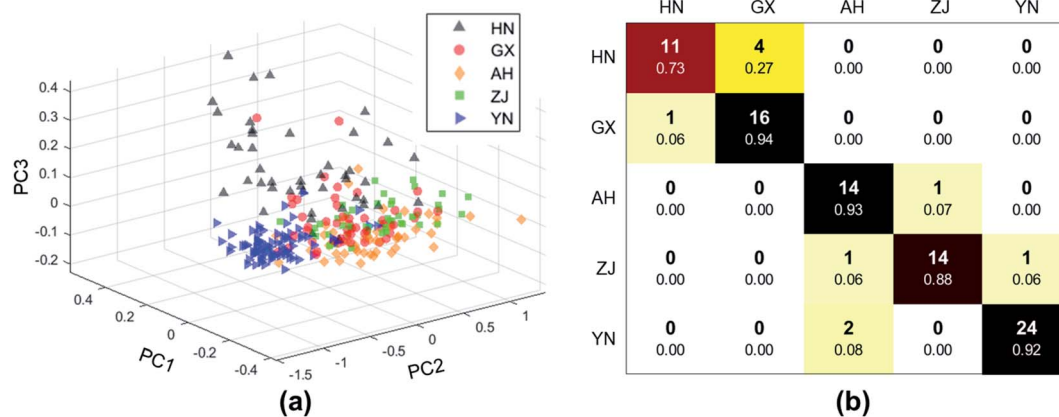 HN
GX
AH
ZJ
YN
PC3
0.4
0.3
0.2
0.1
0
-0.1
-0.2
0.4
0.2
0
-0.2
-0.4
PC1
-1.5
-1
-0.5
0
0.5
1
PC2
(a)
HN GX AH ZJ YN
HN
11 4 0 0 0
0.73 0.27 0.00 0.00 0.00
GX
1 16 0 0 0
0.06 0.94 0.00 0.00 0.00
AH
0 0 14 1 0
0.00 0.00 0.93 0.07 0.00
ZJ
0 0 1 14 1
0.00 0.00 0.06 0.88 0.06
YN
0 0 2 0 24
0.00 0.00 0.08 0.00 0.92
(b)